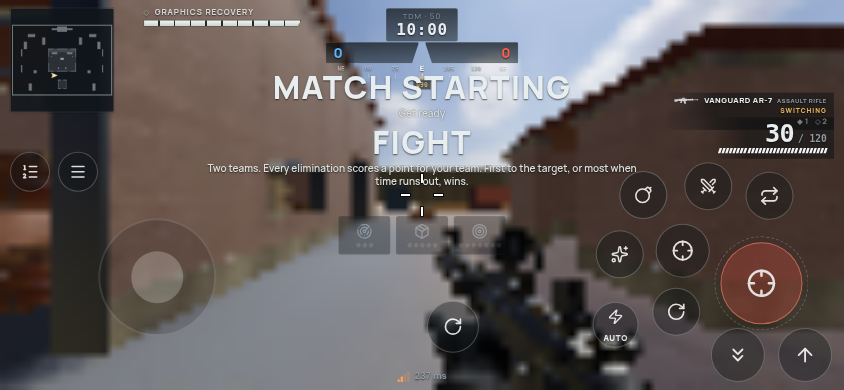 GRAPHICS RECOVERY
TDM · 50
10:00
0
0
E
MATCH STARTING
Get ready
FIGHT
Two teams. Every elimination scores a point for your team. First to the target, or most when
time runs out, wins.
VANGUARD AR-7 ASSAULT RIFLE
SWITCHING
1 2
30 / 120
AUTO
237 ms